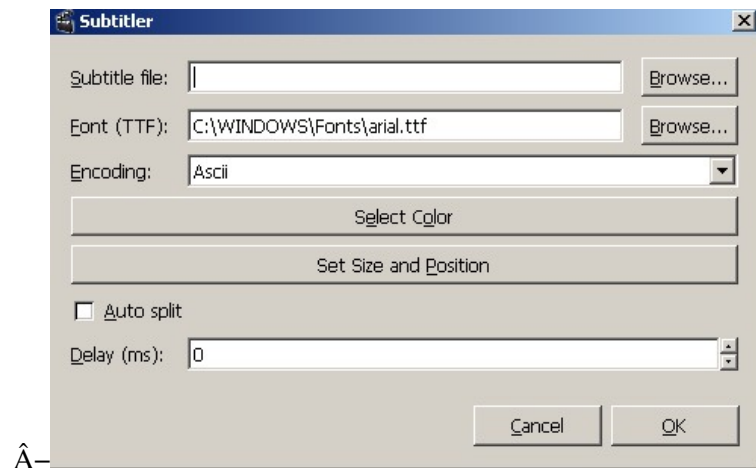 Subtitler
Subtitle file: Browse...
Font (TTF): C:\WINDOWS\Fonts\arial.ttf Browse...
Encoding: Ascii
Select Color
Set Size and Position
Auto split
Delay (ms): 0
Cancel OK
Â–